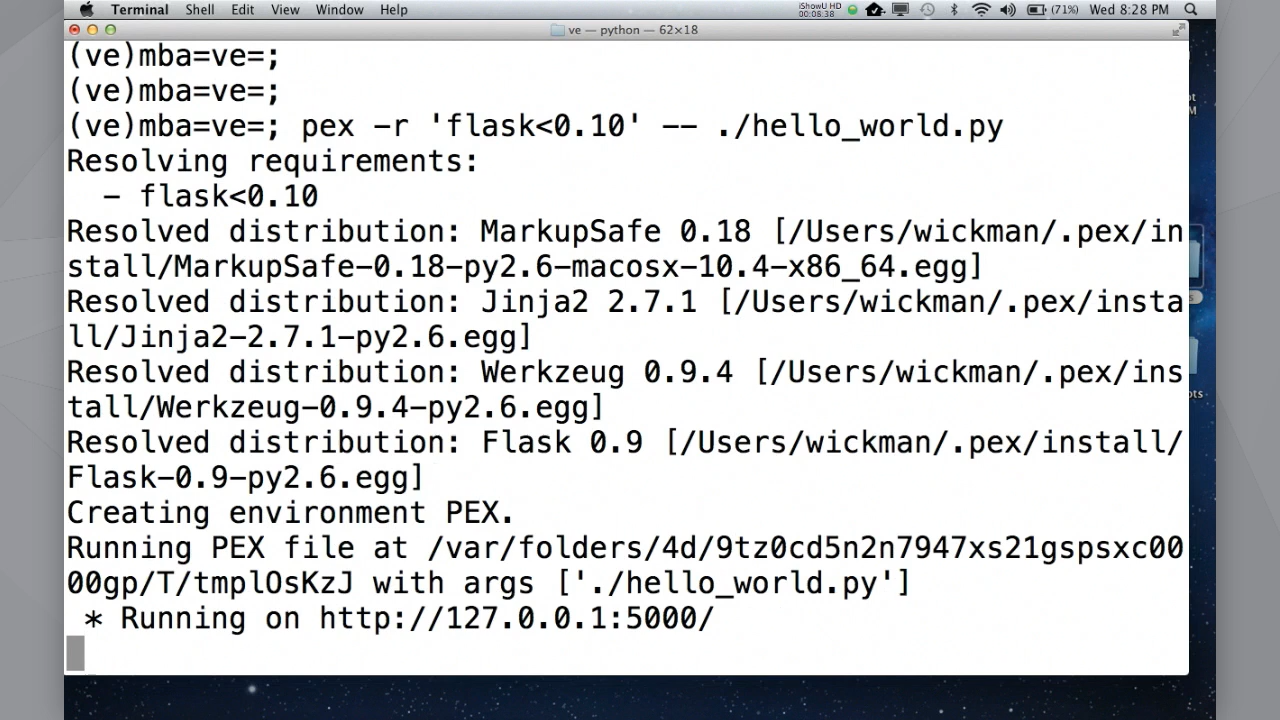 Terminal Shell Edit View Window Help iShowU HD 00:08:38 (71%) Wed 8:28 PM
ve — python — 62×18
(ve)mba=ve=;
(ve)mba=ve=;
(ve)mba=ve=; pex -r 'flask<0.10' -- ./hello_world.py
Resolving requirements:
  - flask<0.10
Resolved distribution: MarkupSafe 0.18 [/Users/wickman/.pex/in
stall/MarkupSafe-0.18-py2.6-macosx-10.4-x86_64.egg]
Resolved distribution: Jinja2 2.7.1 [/Users/wickman/.pex/insta
ll/Jinja2-2.7.1-py2.6.egg]
Resolved distribution: Werkzeug 0.9.4 [/Users/wickman/.pex/ins
tall/Werkzeug-0.9.4-py2.6.egg]
Resolved distribution: Flask 0.9 [/Users/wickman/.pex/install/
Flask-0.9-py2.6.egg]
Creating environment PEX.
Running PEX file at /var/folders/4d/9tz0cd5n2n7947xs21gspsxc00
00gp/T/tmplOsKzJ with args ['./hello_world.py']
 * Running on http://127.0.0.1:5000/